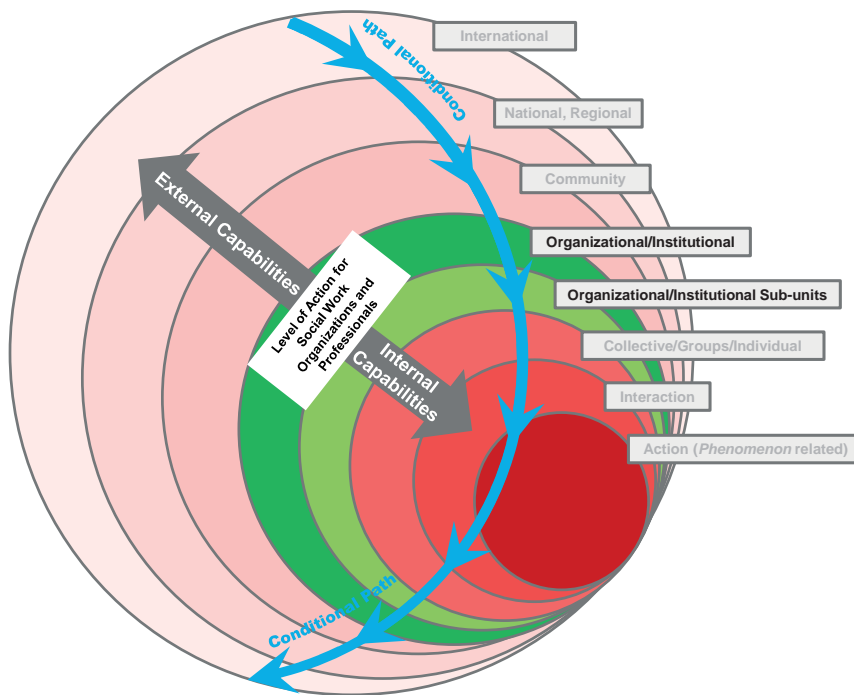 International
Conditional Path
National, Regional
Community
External Capabilities
Organizational/Institutional
Level of Action for
Social Work
Organizations and
Professionals
Organizational/Institutional Sub-units
Internal
Capabilities
Collective/Groups/Individual
Interaction
Action (Phenomenon related)
Conditional Path